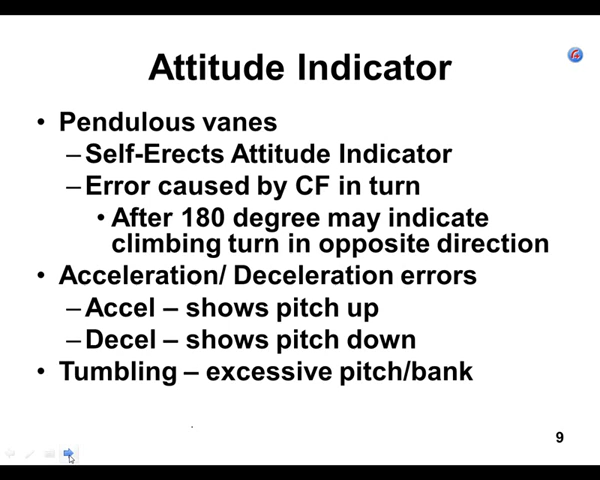 Attitude Indicator
• Pendulous vanes
–Self-Erects Attitude Indicator
–Error caused by CF in turn
• After 180 degree may indicate
climbing turn in opposite direction
• Acceleration/ Deceleration errors
–Accel – shows pitch up
–Decel – shows pitch down
• Tumbling – excessive pitch/bank
9